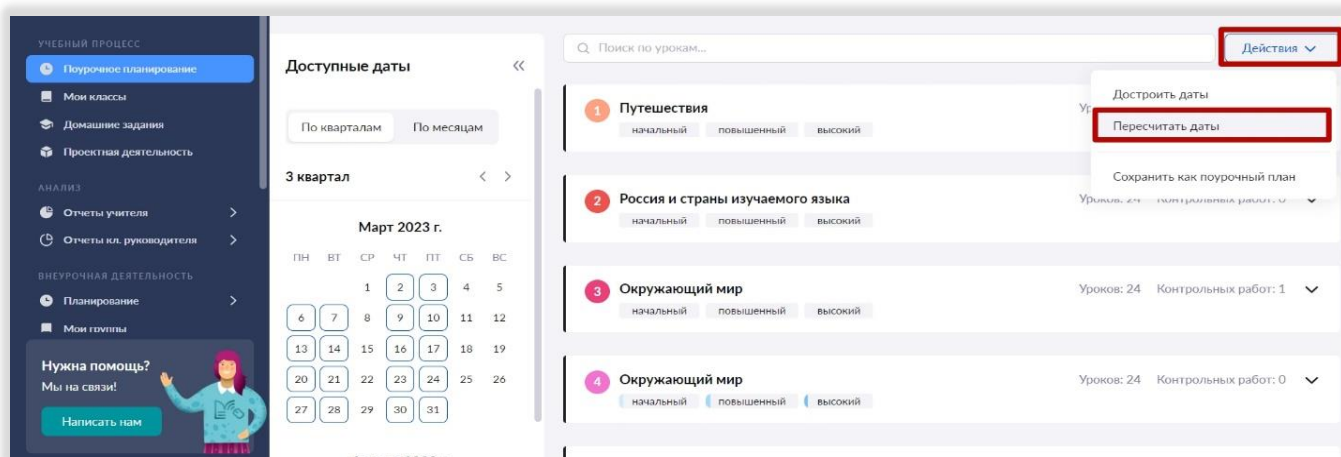 УЧЕБНЫЙ ПРОЦЕСС
Поурочное планирование
Мои классы
Домашние задания
Проектная деятельность
АНАЛИЗ
Отчеты учителя
Отчеты кл. руководителя
ВНЕУРОЧНАЯ ДЕЯТЕЛЬНОСТЬ
Планирование
Мои группы
Нужна помощь?
Мы на связи!
Написать нам
Доступные даты
По кварталам По месяцам
3 квартал
Март 2023 г.
ПН ВТ СР ЧТ ПТ СБ ВС
1 2 3 4 5
6 7 8 9 10 11 12
13 14 15 16 17 18 19
20 21 22 23 24 25 26
27 28 29 30 31
Поиск по урокам...
Действия
Достроить даты
Пересчитать даты
Сохранить как поурочный план
1 Путешествия
начальный повышенный высокий
2 Россия и страны изучаемого языка
Уроков: 24 Контрольных работ: 0
начальный повышенный высокий
3 Окружающий мир Уроков: 24 Контрольных работ: 1
начальный повышенный высокий
4 Окружающий мир Уроков: 24 Контрольных работ: 0
начальный повышенный высокий